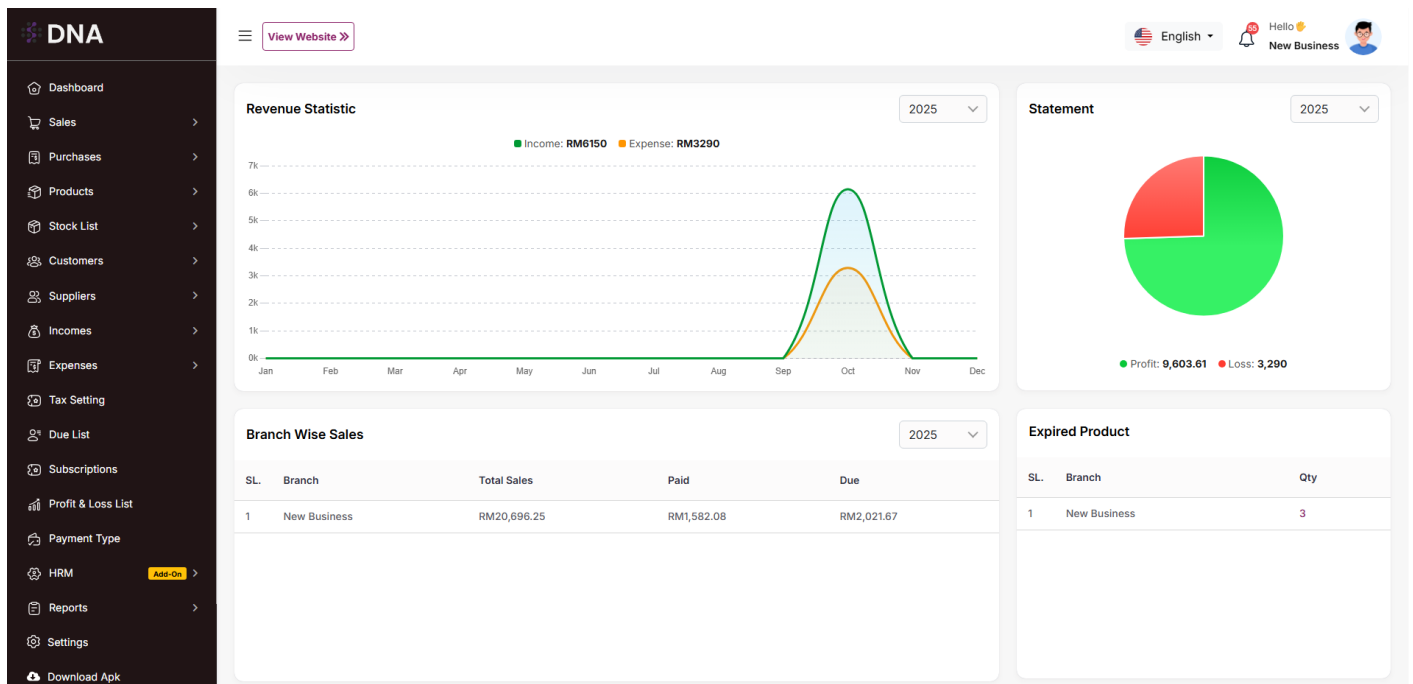 DNA
View Website
English
55
Hello
New Business
Dashboard
Sales
Purchases
Products
Stock List
Customers
Suppliers
Incomes
Expenses
Tax Setting
Due List
Subscriptions
Profit & Loss List
Payment Type
HRM Add-On
Reports
Settings
Download Apk
Revenue Statistic 2025
Income: RM6150 Expense: RM3290
7k
6k
5k
4k
3k
2k
1k
0k
Jan Feb Mar Apr May Jun Jul Aug Sep Oct Nov Dec
Statement 2025
Profit: 9,603.61 Loss: 3,290
Branch Wise Sales 2025
SL. Branch Total Sales Paid Due
1 New Business RM20,696.25 RM1,582.08 RM2,021.67
Expired Product
SL. Branch Qty
1 New Business 3